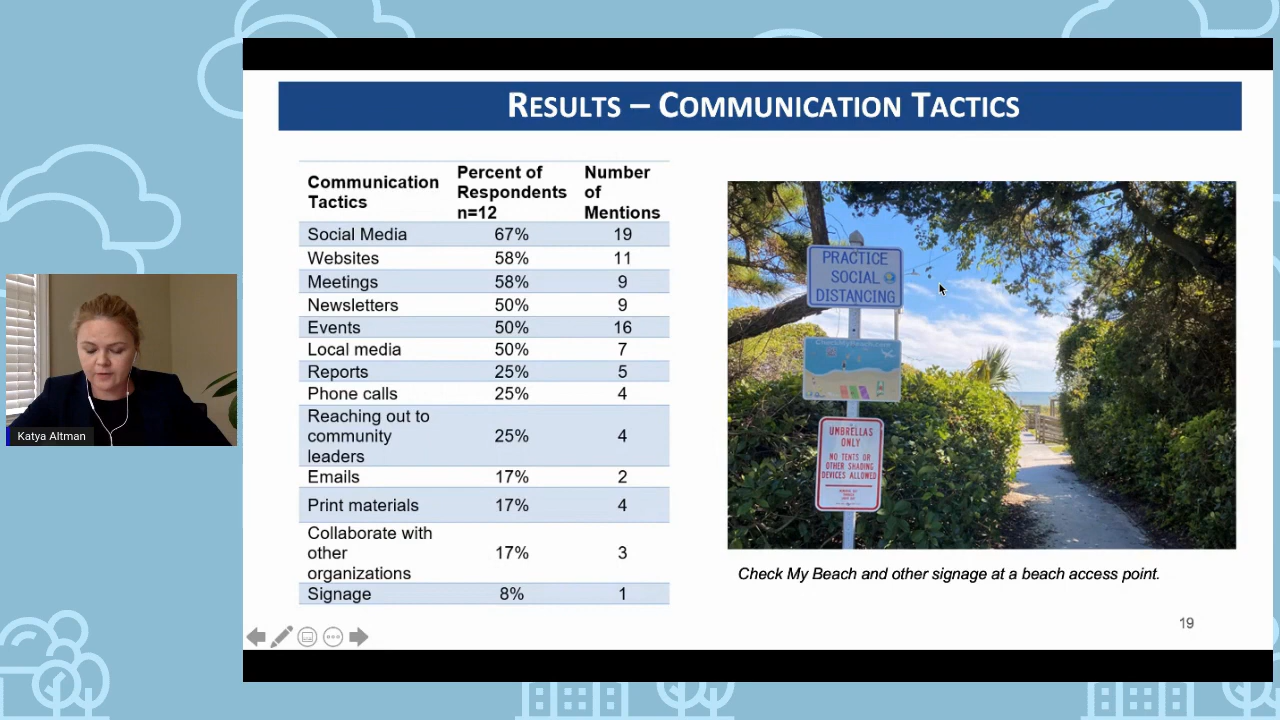 RESULTS – COMMUNICATION TACTICS
Communication Tactics Percent of Respondents n=12 Number of Mentions
Social Media 67% 19
Websites 58% 11
Meetings 58% 9
Newsletters 50% 9
Events 50% 16
Local media 50% 7
Reports 25% 5
Phone calls 25% 4
Reaching out to community leaders 25% 4
Emails 17% 2
Print materials 17% 4
Collaborate with other organizations 17% 3
Signage 8% 1
PRACTICE
SOCIAL
DISTANCING
CheckMyBeach.com
UMBRELLAS
ONLY
NO TENTS OR
OTHER SHADING
DEVICES ALLOWED
Check My Beach and other signage at a beach access point.
19
Katya Altman